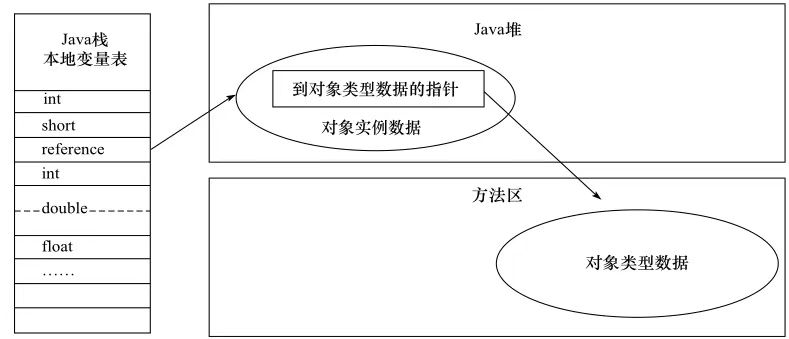 Java栈
本地变量表
int
short
reference
int
double
float
……
Java堆
到对象类型数据的指针
对象实例数据
方法区
对象类型数据